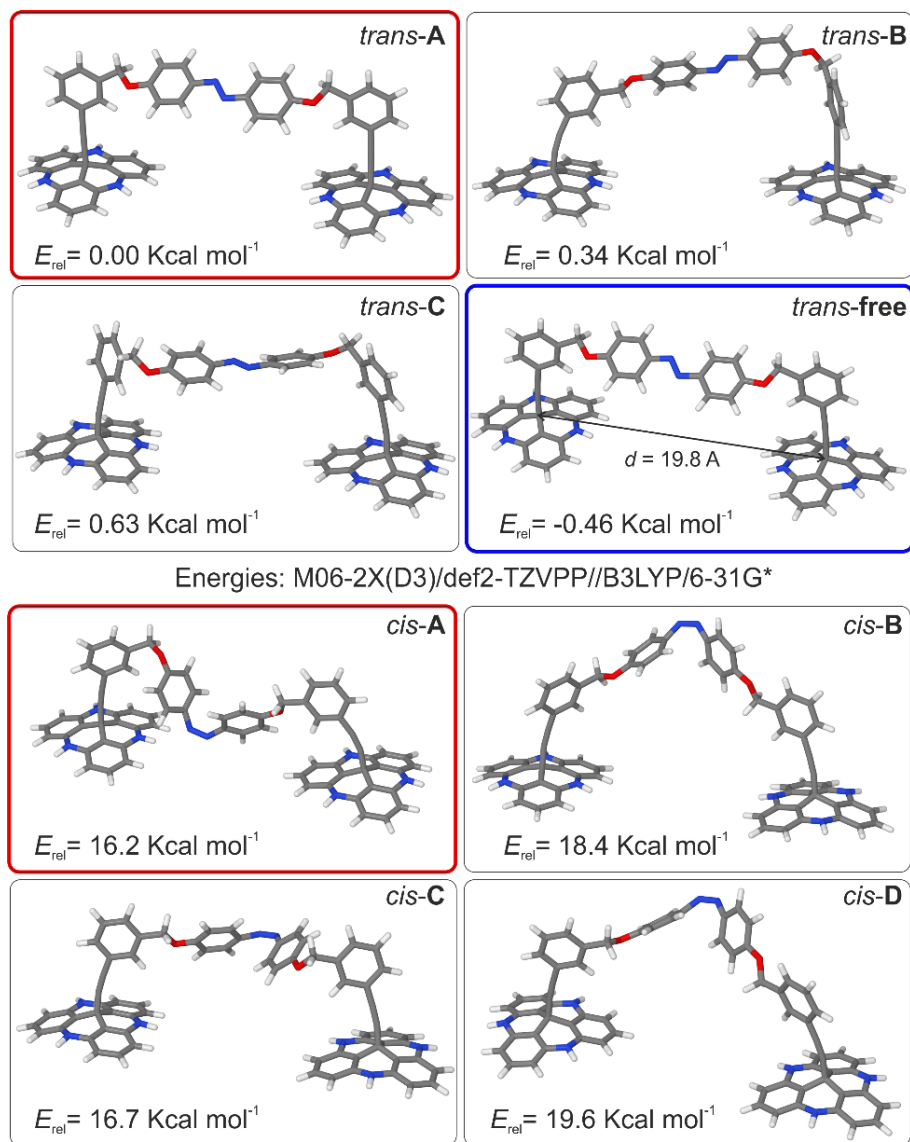 trans-A
E_rel= 0.00 Kcal mol⁻¹
trans-B
E_rel= 0.34 Kcal mol⁻¹
trans-C
E_rel= 0.63 Kcal mol⁻¹
trans-free
d = 19.8 A
E_rel= -0.46 Kcal mol⁻¹
Energies: M06-2X(D3)/def2-TZVPP//B3LYP/6-31G*
cis-A
E_rel= 16.2 Kcal mol⁻¹
cis-B
E_rel= 18.4 Kcal mol⁻¹
cis-C
E_rel= 16.7 Kcal mol⁻¹
cis-D
E_rel= 19.6 Kcal mol⁻¹